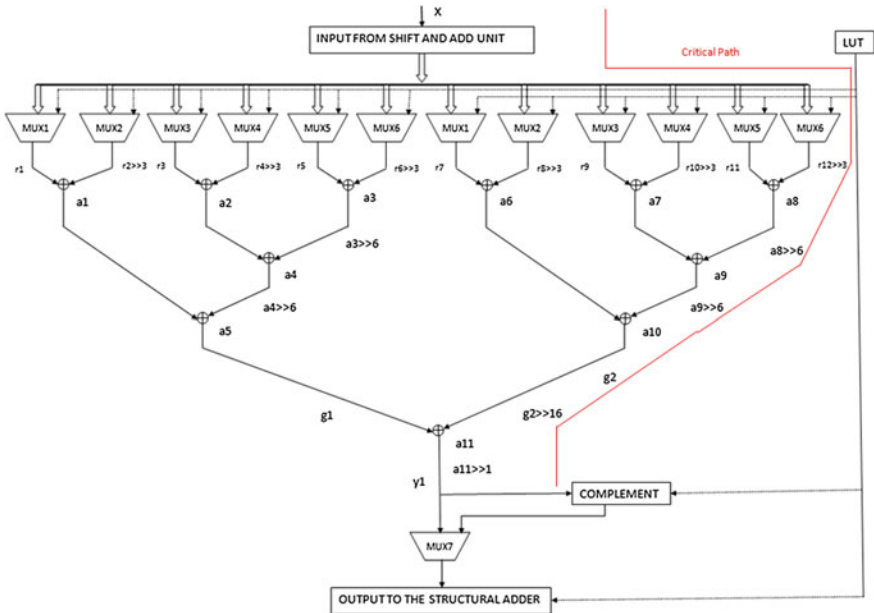 X
INPUT FROM SHIFT AND ADD UNIT
Critical Path
LUT
MUX1 MUX2 MUX3 MUX4 MUX5 MUX6 MUX1 MUX2 MUX3 MUX4 MUX5 MUX6
r1 r2>>3 r3 r4>>3 r5 r6>>3 r7 r8>>3 r9 r10>>3 r11 r12>>3
a1 a2 a3 a6 a7 a8
a3>>6 a8>>6
a4 a9
a4>>6 a9>>6
a5 a10
g2
g1 g2>>16
a11
y1 a11>>1
COMPLEMENT
MUX7
OUTPUT TO THE STRUCTURAL ADDER